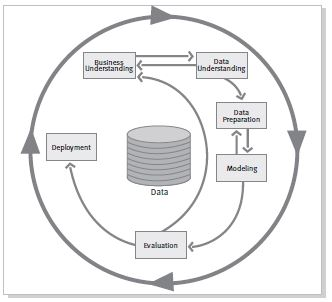 Business
Understanding
Data
Understanding
Data
Preparation
Modeling
Evaluation
Deployment
Data